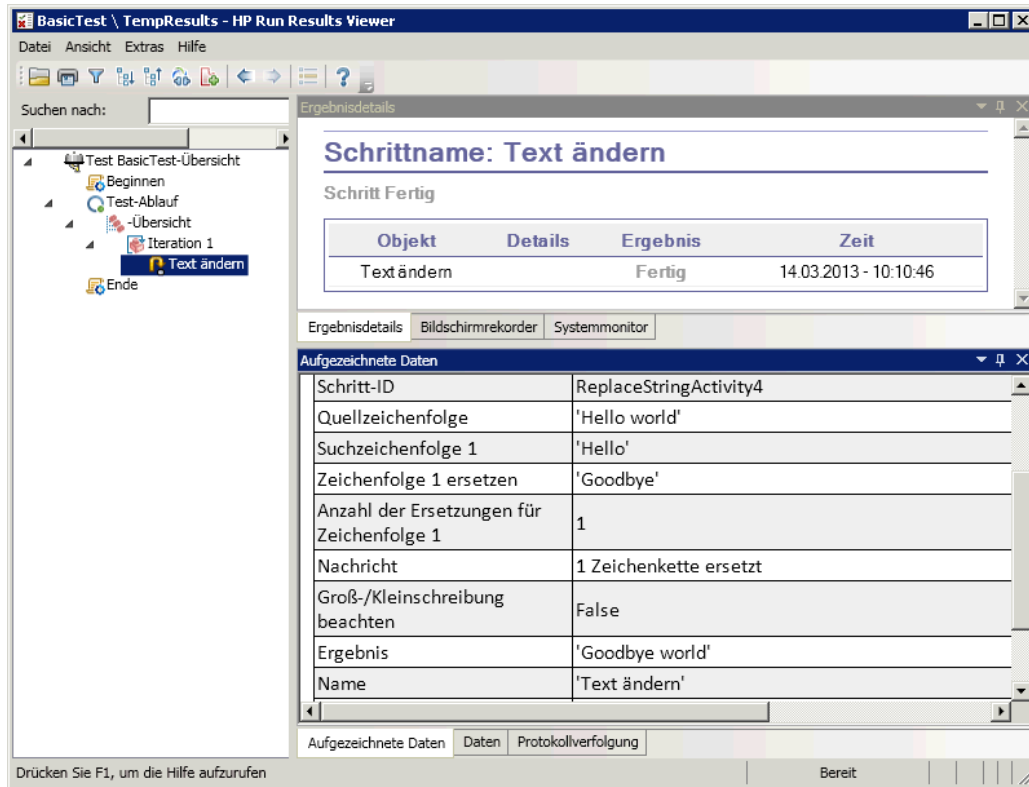 BasicTest \ TempResults - HP Run Results Viewer
Datei Ansicht Extras Hilfe
Suchen nach:
Test BasicTest-Übersicht
Beginnen
Test-Ablauf
-Übersicht
Iteration 1
Text ändern
Ende
Ergebnisdetails
Schrittname: Text ändern
Schritt Fertig
Objekt Details Ergebnis Zeit
Text ändern Fertig 14.03.2013 - 10:10:46
Ergebnisdetails Bildschirmrekorder Systemmonitor
Aufgezeichnete Daten
Schritt-ID ReplaceStringActivity4
Quellzeichenfolge 'Hello world'
Suchzeichenfolge 1 'Hello'
Zeichenfolge 1 ersetzen 'Goodbye'
Anzahl der Ersetzungen für
Zeichenfolge 1 1
Nachricht 1 Zeichenkette ersetzt
Groß-/Kleinschreibung
beachten False
Ergebnis 'Goodbye world'
Name 'Text ändern'
Aufgezeichnete Daten Daten Protokollverfolgung
Drücken Sie F1, um die Hilfe aufzurufen Bereit